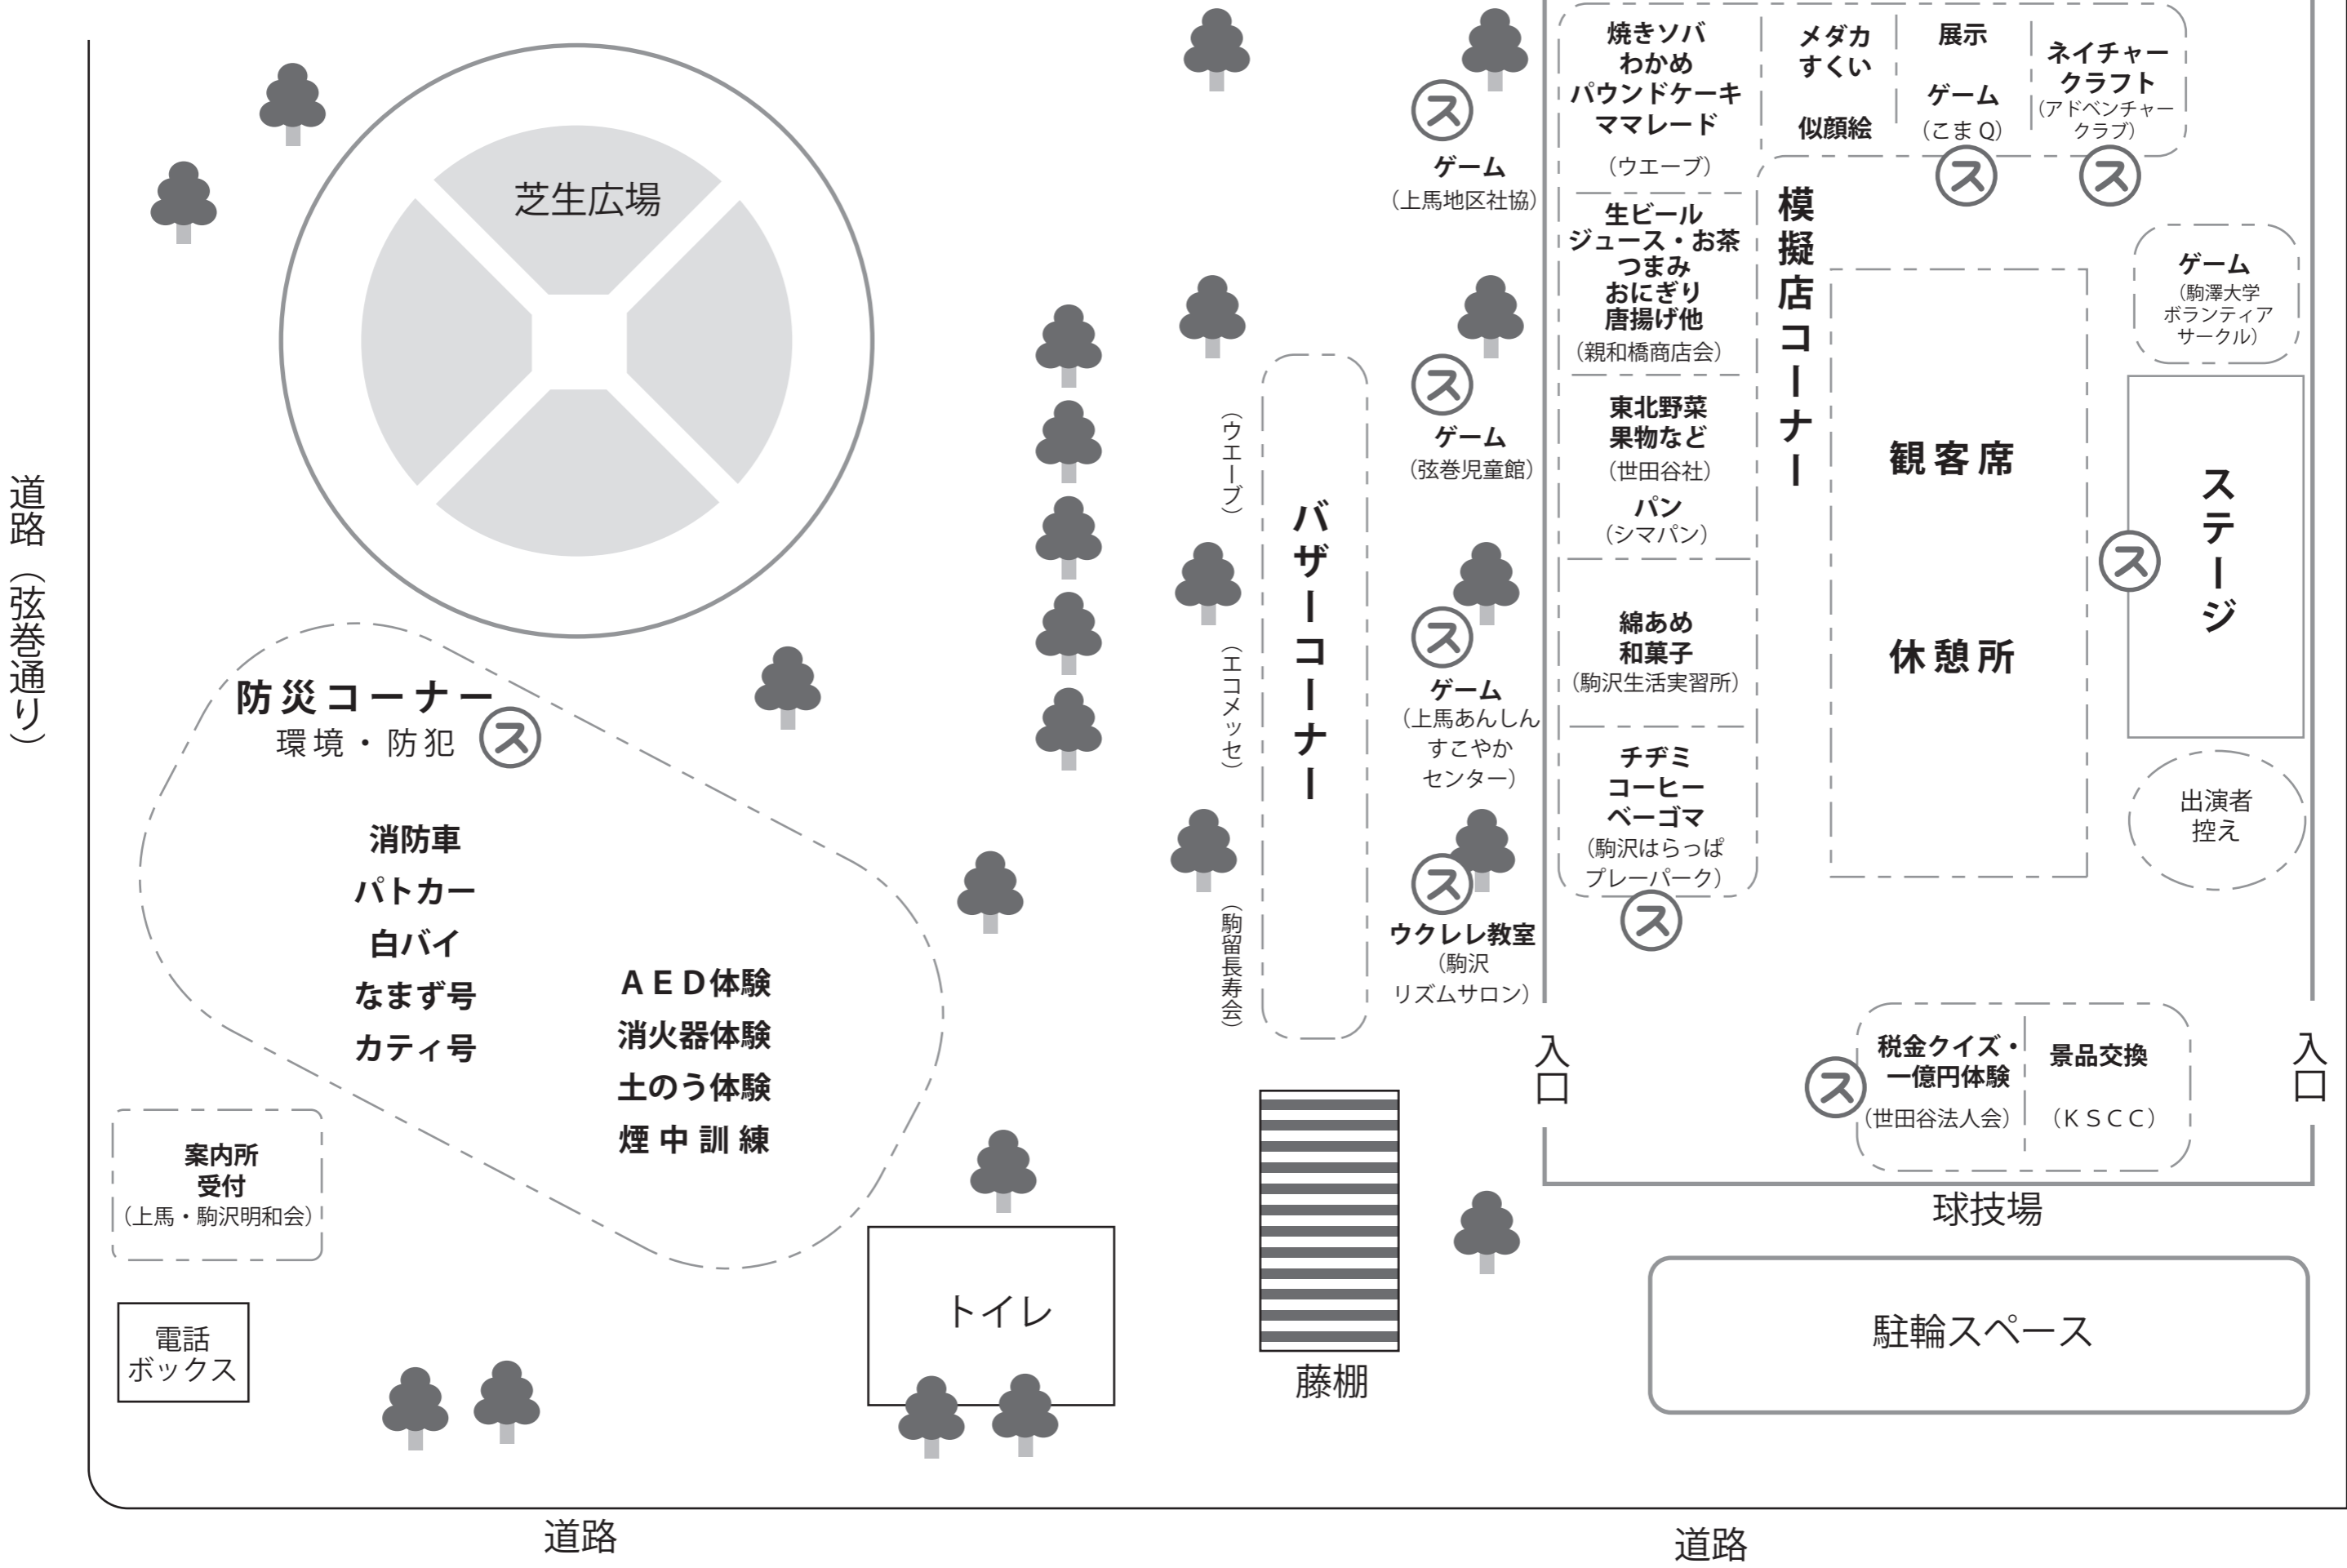 芝生広場
道路（弦巻通り）
防災コーナー
環境・防犯
ス
消防車
パトカー
白バイ
なまず号
カティ号
ＡＥＤ体験
消火器体験
土のう体験
煙中訓練
案内所
受付
（上馬・駒沢明和会）
電話
ボックス
トイレ
藤棚
バザーコーナー
（ウエーブ）
（エコメッセ）
（駒留長寿会）
ス
ゲーム
（上馬地区社協）
ス
ゲーム
（弦巻児童館）
ス
ゲーム
（上馬あんしん
すこやか
センター）
ス
ウクレレ教室
（駒沢
リズムサロン）
焼きソバ
わかめ
パウンドケーキ
ママレード
（ウエーブ）
メダカ
すくい
似顔絵
展示
ゲーム
（こまＱ）
ス
ネイチャー
クラフト
（アドベンチャー
クラブ）
ス
生ビール
ジュース・お茶
つまみ
おにぎり
唐揚げ他
（親和橋商店会）
東北野菜
果物など
（世田谷社）
パン
（シマパン）
綿あめ
和菓子
（駒沢生活実習所）
チヂミ
コーヒー
ベーゴマ
（駒沢はらっぱ
プレーパーク）
ス
模擬店コーナー
観客席
休憩所
ゲーム
（駒澤大学
ボランティア
サークル）
ステージ
ス
出演者
控え
入口
入口
ス
税金クイズ・
一億円体験
（世田谷法人会）
景品交換
（ＫＳＣＣ）
球技場
駐輪スペース
道路
道路